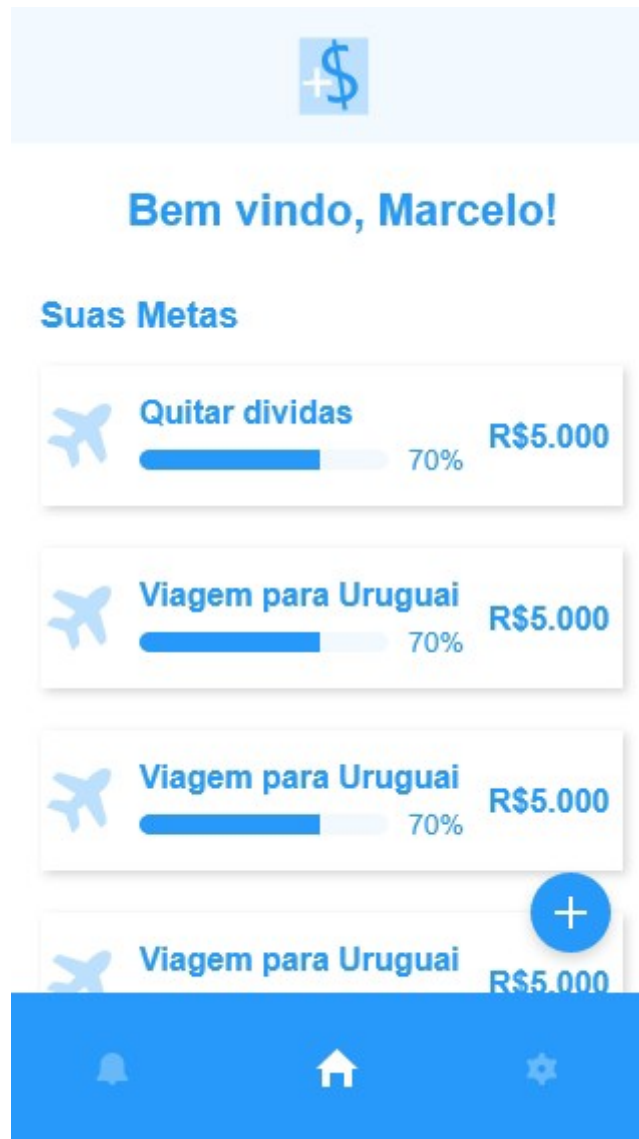 +$
Bem vindo, Marcelo!
Suas Metas
Quitar dividas
70%
R$5.000
Viagem para Uruguai
70%
R$5.000
Viagem para Uruguai
70%
R$5.000
Viagem para Uruguai
R$5.000